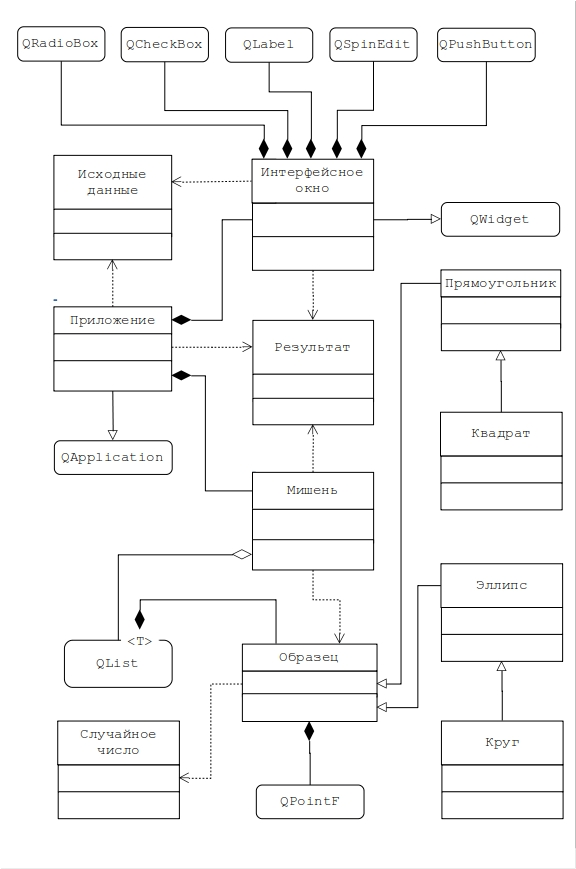 QRadioBox
QCheckBox
QLabel
QSpinEdit
QPushButton
Исходные
данные
Интерфейсное
окно
QWidget
Прямоугольник
Приложение
Результат
Квадрат
QApplication
Мишень
Эллипс
<T>
QList
Образец
Случайное
число
Круг
QPointF